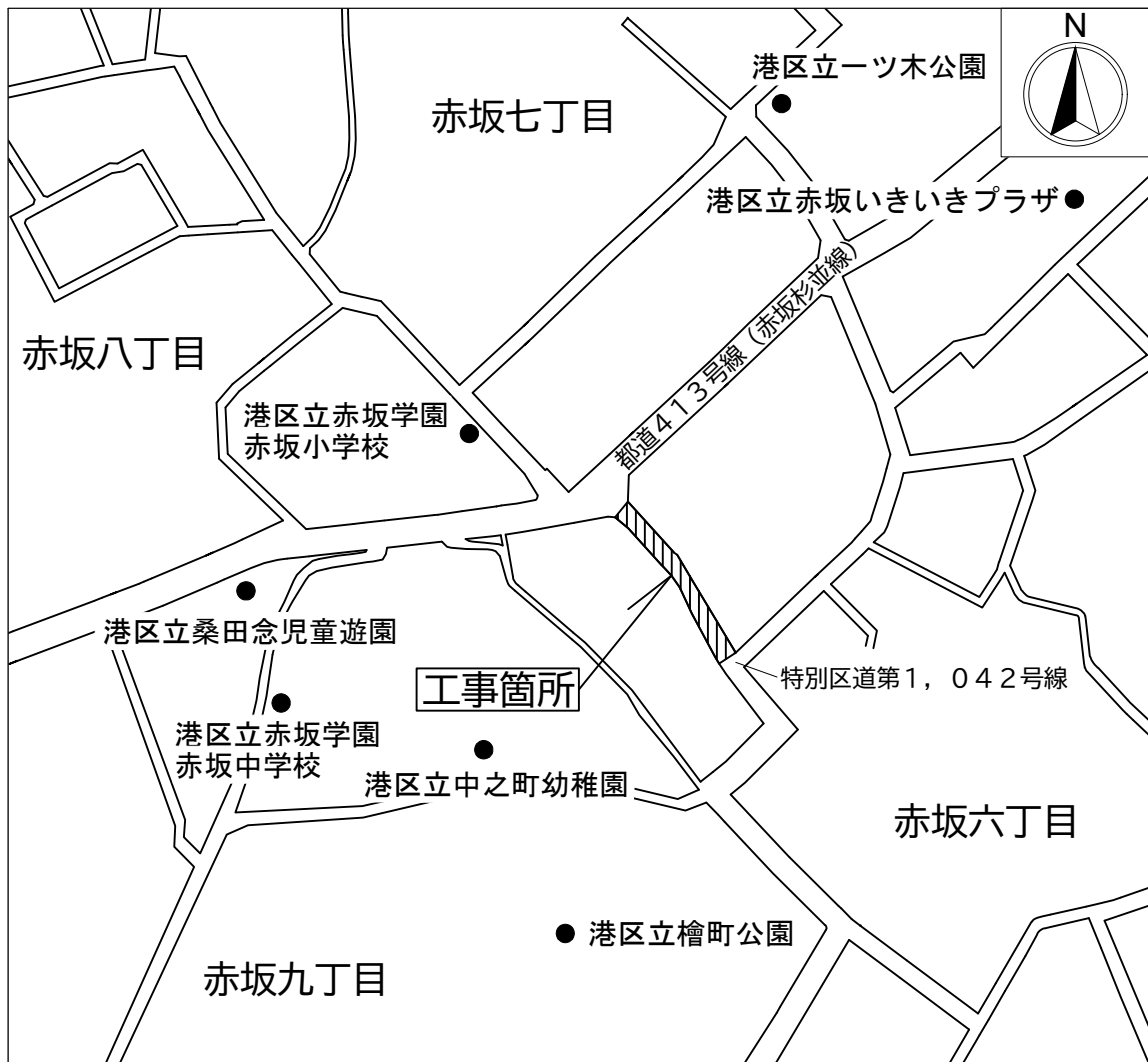 N
港区立一ツ木公園
赤坂七丁目
港区立赤坂いきいきプラザ
都道４１３号線（赤坂杉並線）
赤坂八丁目
港区立赤坂学園
赤坂小学校
港区立桑田念児童遊園
工事箇所
特別区道第１，０４２号線
港区立赤坂学園
赤坂中学校
港区立中之町幼稚園
赤坂六丁目
港区立檜町公園
赤坂九丁目